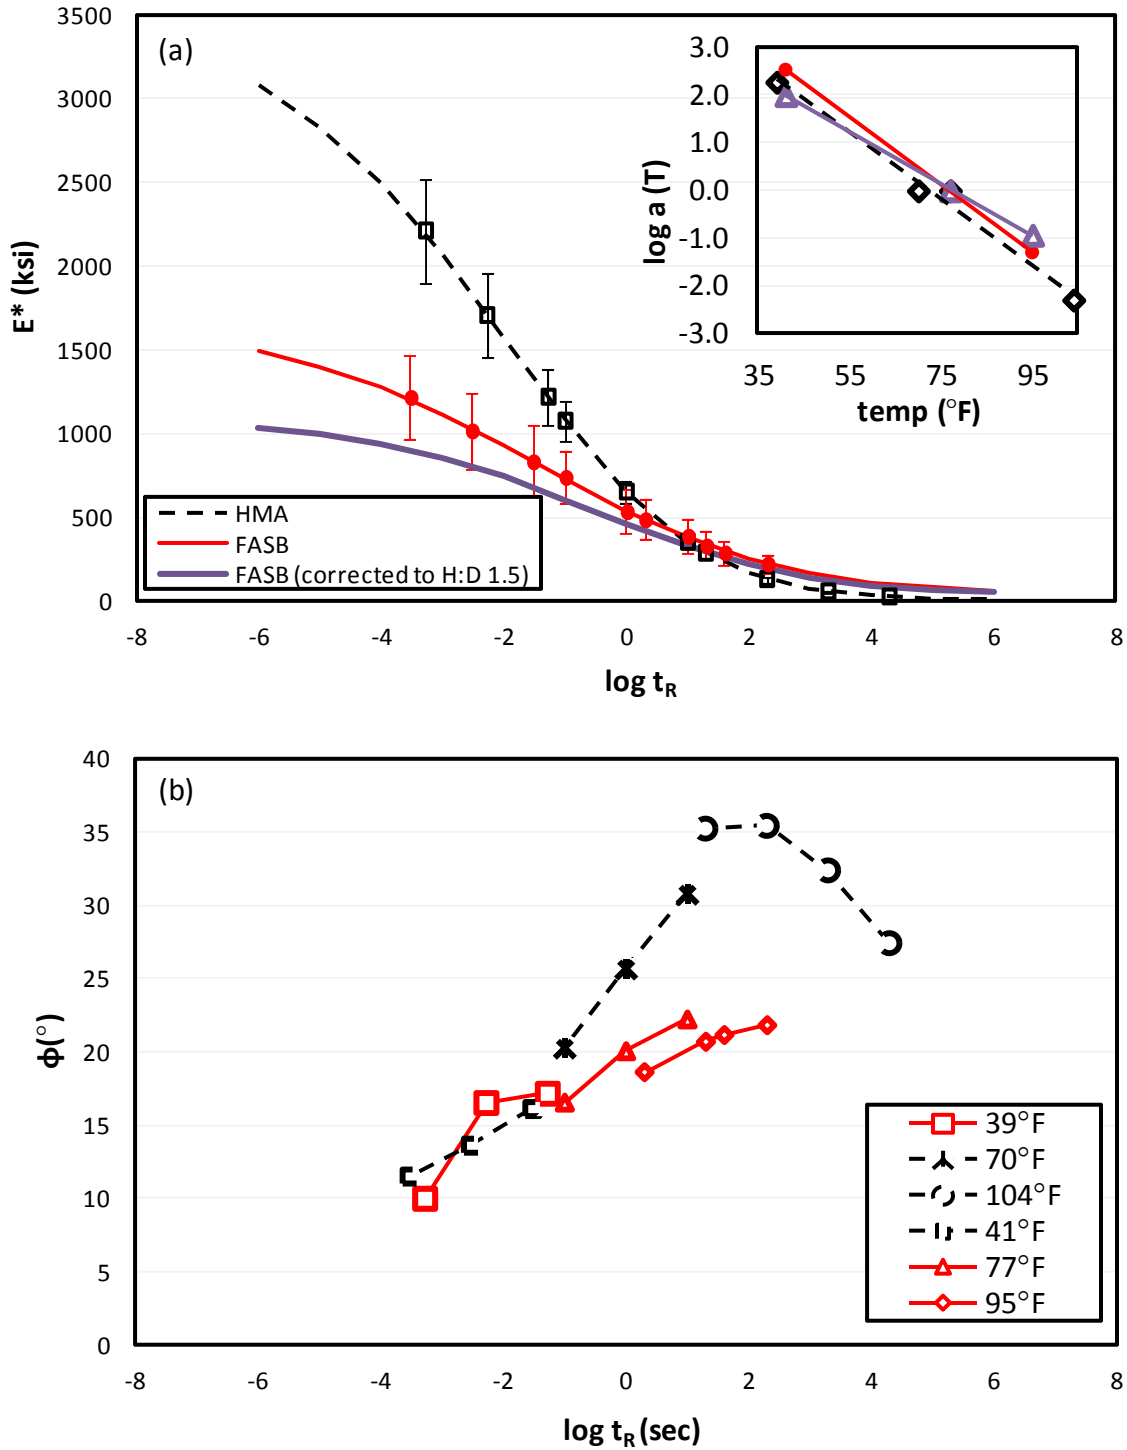 (a)
3500
3000
2500
2000
1500
1000
500
0
E* (ksi)
-8 -6 -4 -2 0 2 4 6 8
log tR
HMA
FASB
FASB (corrected to H:D 1.5)
3.0
2.0
1.0
0.0
-1.0
-2.0
-3.0
log a (T)
35 55 75 95
temp (°F)
(b)
40
35
30
25
20
15
10
5
0
ϕ(°)
-8 -6 -4 -2 0 2 4 6 8
log tR (sec)
39°F
70°F
104°F
41°F
77°F
95°F